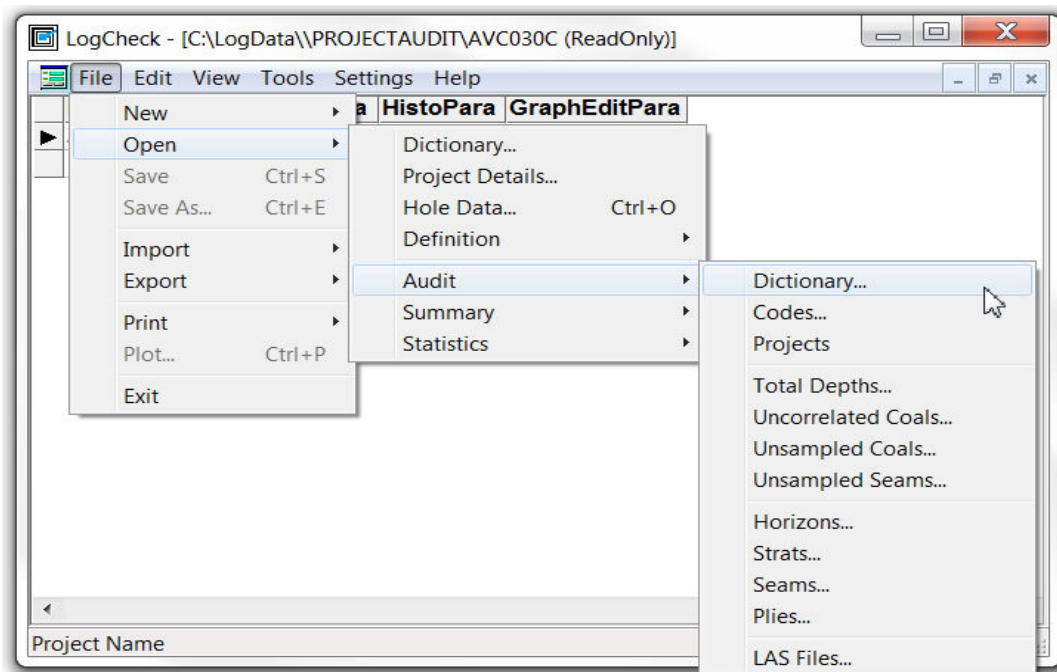 LogCheck - [C:\LogData\\PROJECTAUDIT\AVC030C (ReadOnly)]
File Edit View Tools Settings Help
a HistoPara GraphEditPara
New
Open
Save Ctrl+S
Save As... Ctrl+E
Import
Export
Print
Plot... Ctrl+P
Exit
Dictionary...
Project Details...
Hole Data... Ctrl+O
Definition
Audit
Summary
Statistics
Dictionary...
Codes...
Projects
Total Depths...
Uncorrelated Coals...
Unsampled Coals...
Unsampled Seams...
Horizons...
Strats...
Seams...
Plies...
LAS Files...
Project Name